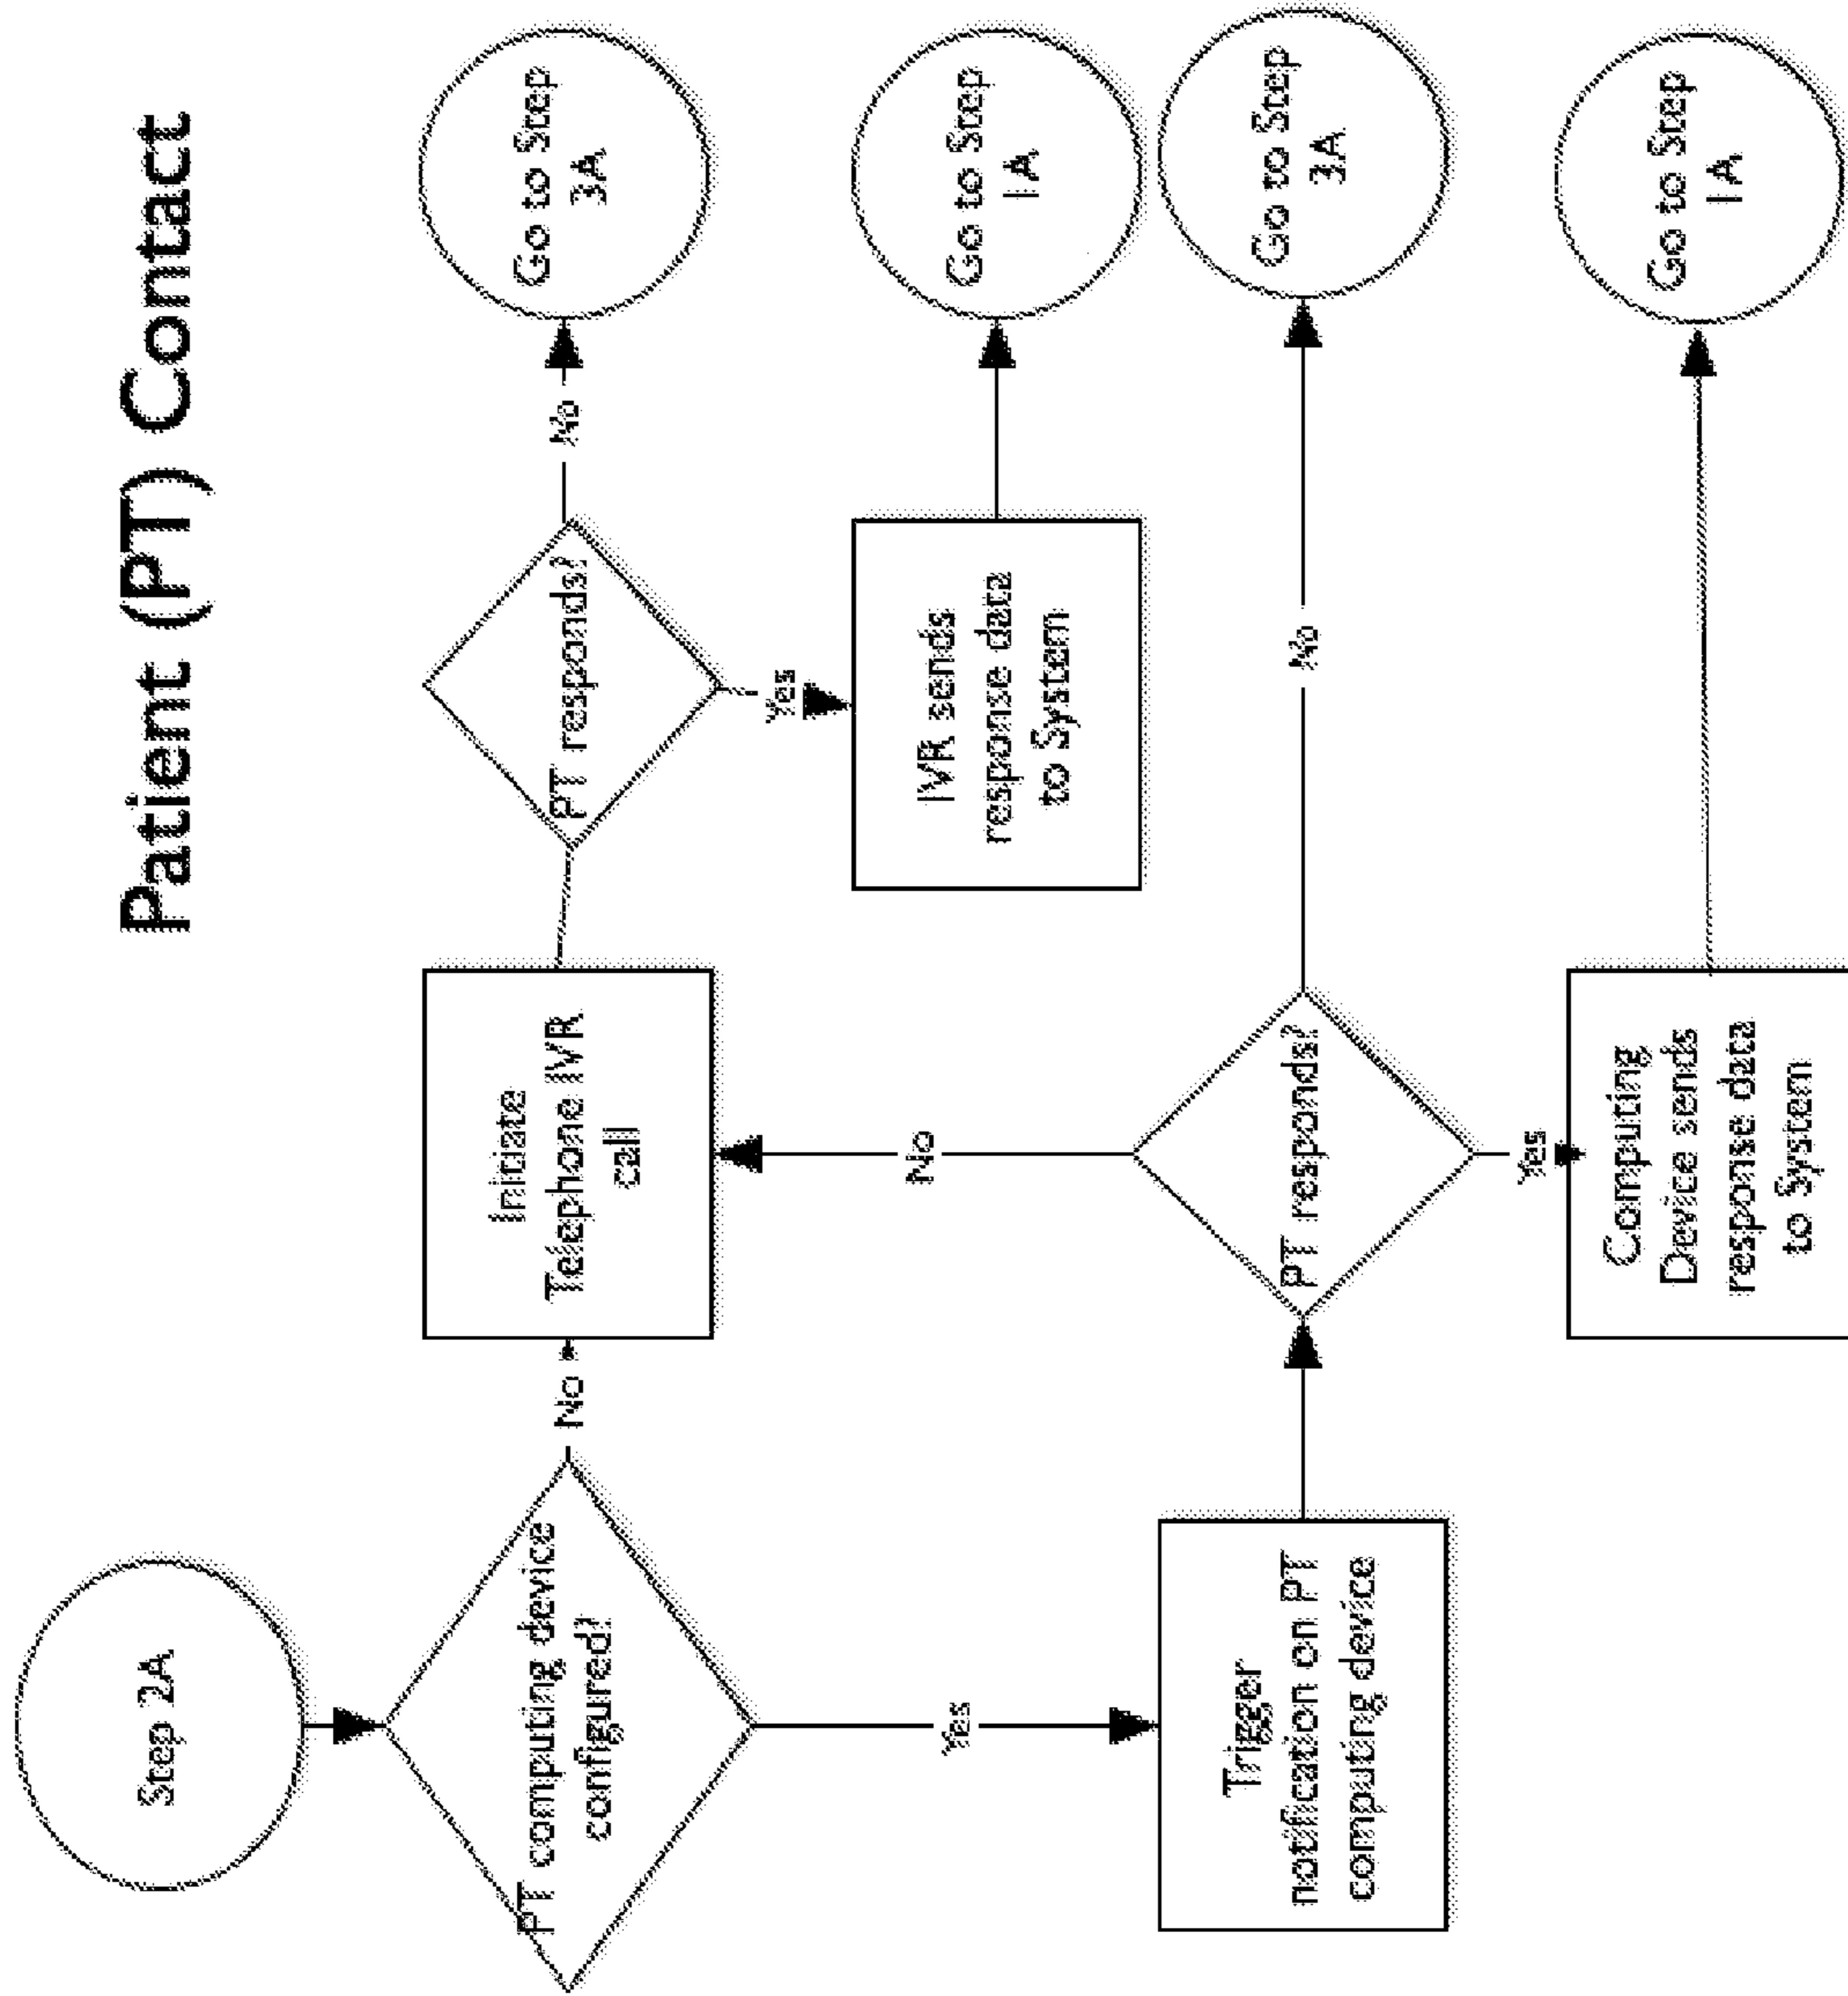 Patient (PT) Contact
Step 2A
PT computing device
configured?
No
Initiate
Telephone IVR
call
PT responds?
No
Go to Step
3A
Yes
IVR sends
response data
to System
Go to Step
1A
Yes
No
Trigger
notification on PT
computing device
PT responds?
No
Go to Step
3A
Yes
Computing
Device sends
response data
to System
Go to Step
1A